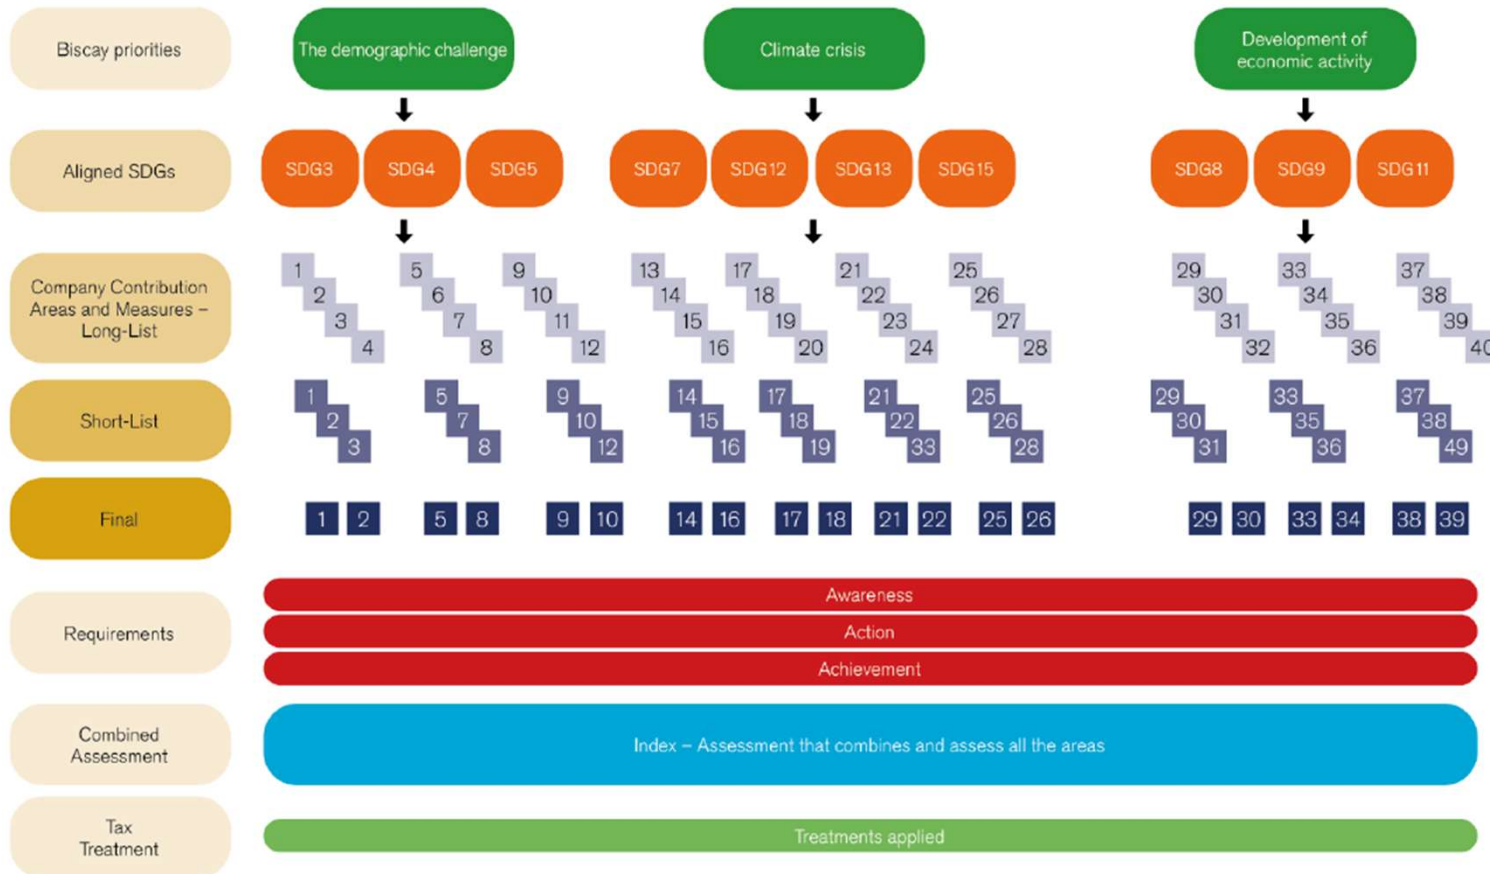 Biscay priorities
The demographic challenge
Climate crisis
Development of
economic activity
Aligned SDGs
SDG3 SDG4 SDG5 SDG7 SDG12 SDG13 SDG15 SDG8 SDG9 SDG11
Company Contribution
Areas and Measures –
Long-List
1 5 9 13 17 21 25 29 33 37
2 6 10 14 18 22 26 30 34 38
3 7 11 15 19 23 27 31 35 39
4 8 12 16 20 24 28 32 36 40
Short-List
1 5 9 14 17 21 25 29 33 37
2 7 10 15 18 22 26 30 35 38
3 8 12 16 19 33 28 31 36 49
Final
1 2 5 8 9 10 14 16 17 18 21 22 25 26 29 30 33 34 38 39
Requirements
Awareness
Action
Achievement
Combined
Assessment
Index – Assessment that combines and assess all the areas
Tax
Treatment
Treatments applied